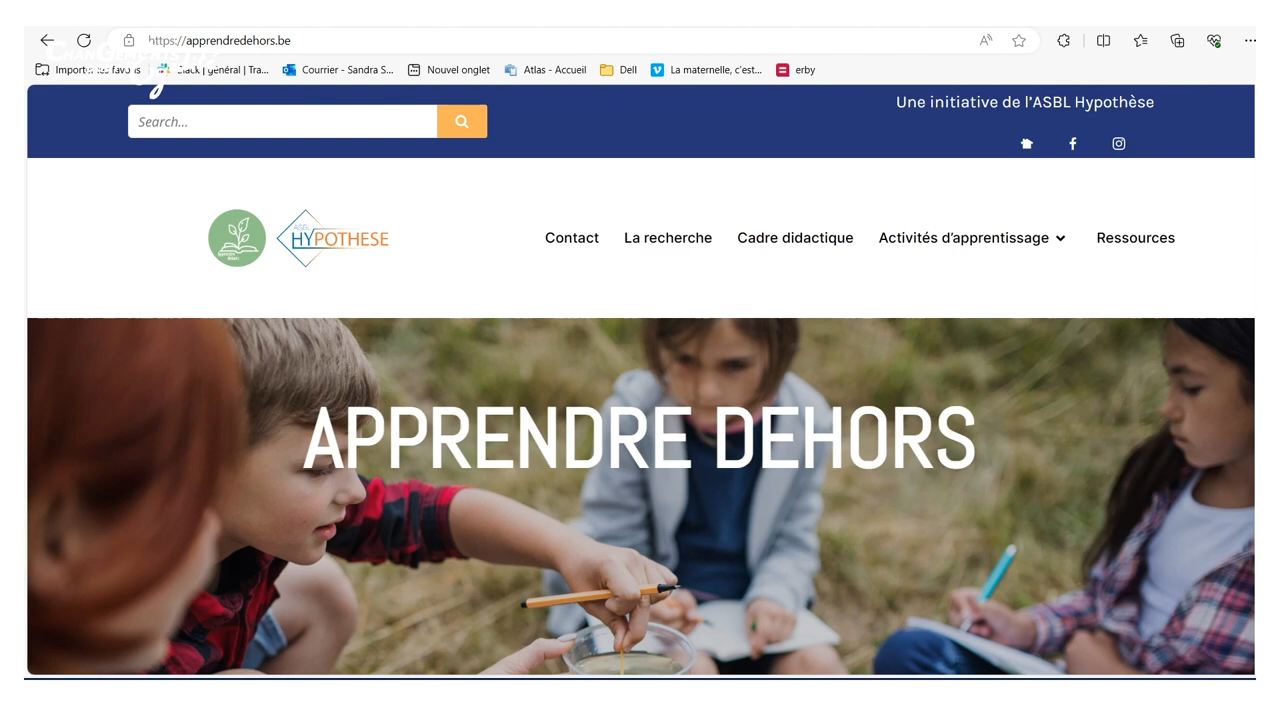 https://apprendredehors.be
Importer les favoris
Slack | général | Tra...
Courrier - Sandra S...
Nouvel onglet
Atlas - Accueil
Dell
La maternelle, c'est...
erby
Une initiative de l'ASBL Hypothèse
Search...
ASBL
HYPOTHESE
Contact
La recherche
Cadre didactique
Activités d'apprentissage
Ressources
APPRENDRE DEHORS